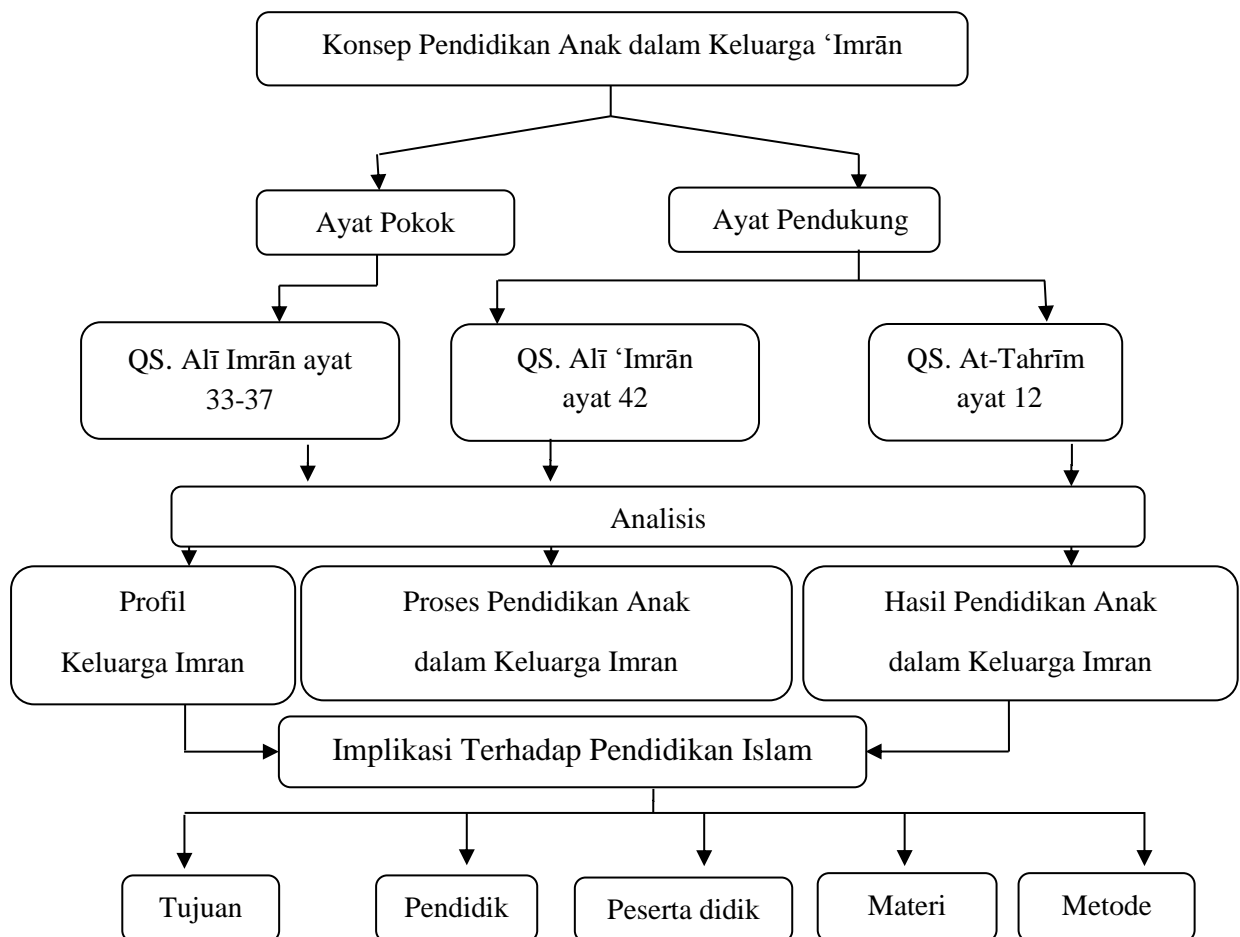 Konsep Pendidikan Anak dalam Keluarga ‘Imrān
Ayat Pokok
Ayat Pendukung
QS. Alī Imrān ayat
33-37
QS. Alī ‘Imrān
ayat 42
QS. At-Tahrīm
ayat 12
Analisis
Profil
Keluarga Imran
Proses Pendidikan Anak
dalam Keluarga Imran
Hasil Pendidikan Anak
dalam Keluarga Imran
Implikasi Terhadap Pendidikan Islam
Tujuan
Pendidik
Peserta didik
Materi
Metode